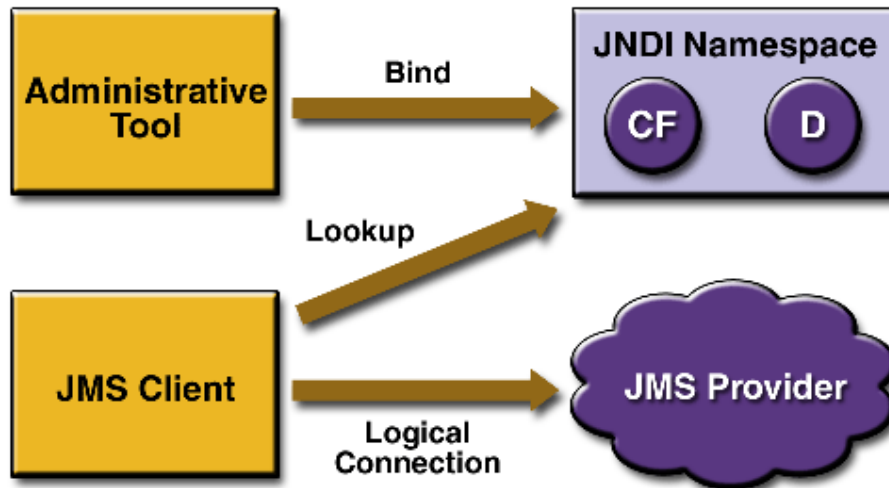 Administrative
Tool
Bind
JNDI Namespace
CF
D
Lookup
JMS Client
Logical
Connection
JMS Provider